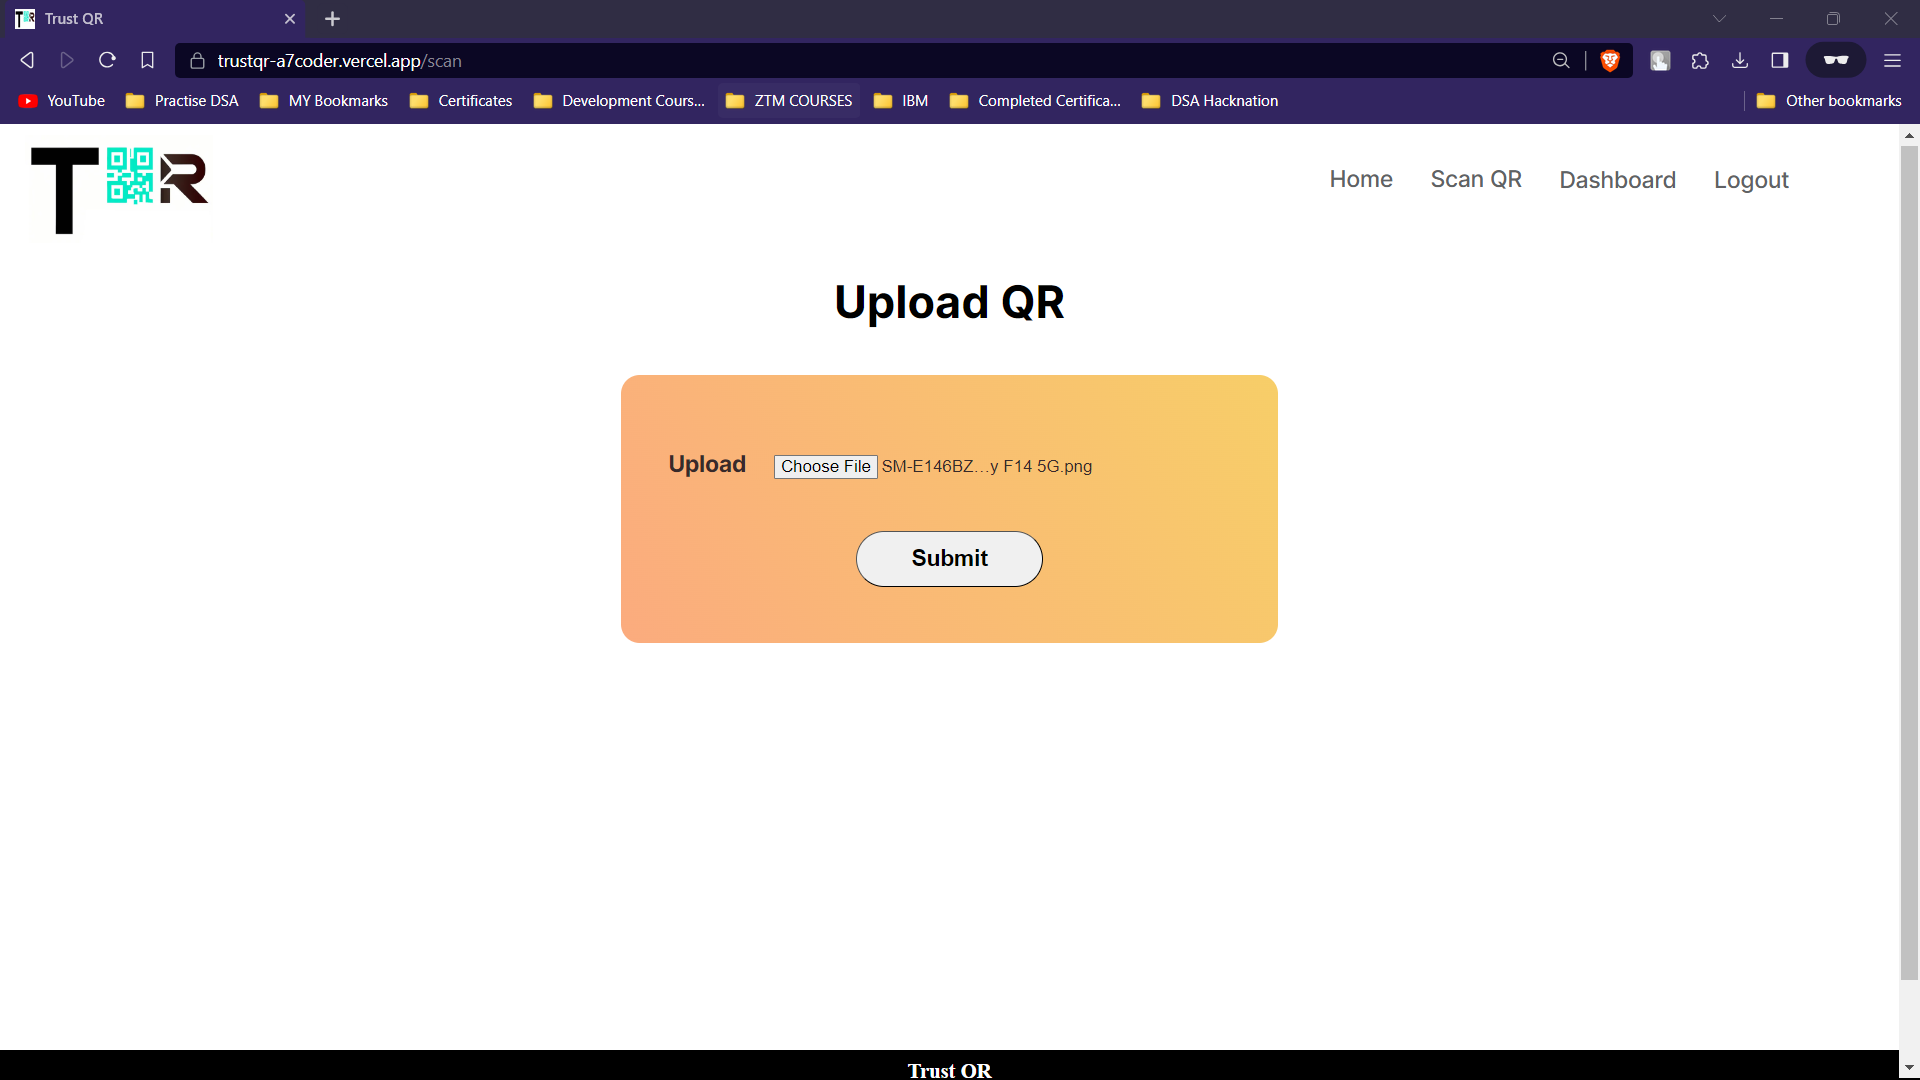 Trust QR
trustqr-a7coder.vercel.app/scan
YouTube Practise DSA MY Bookmarks Certificates Development Cours... ZTM COURSES IBM Completed Certifica... DSA Hacknation Other bookmarks
T R
Home Scan QR Dashboard Logout
Upload QR
Upload Choose File SM-E146BZ...y F14 5G.png
Submit
Trust QR